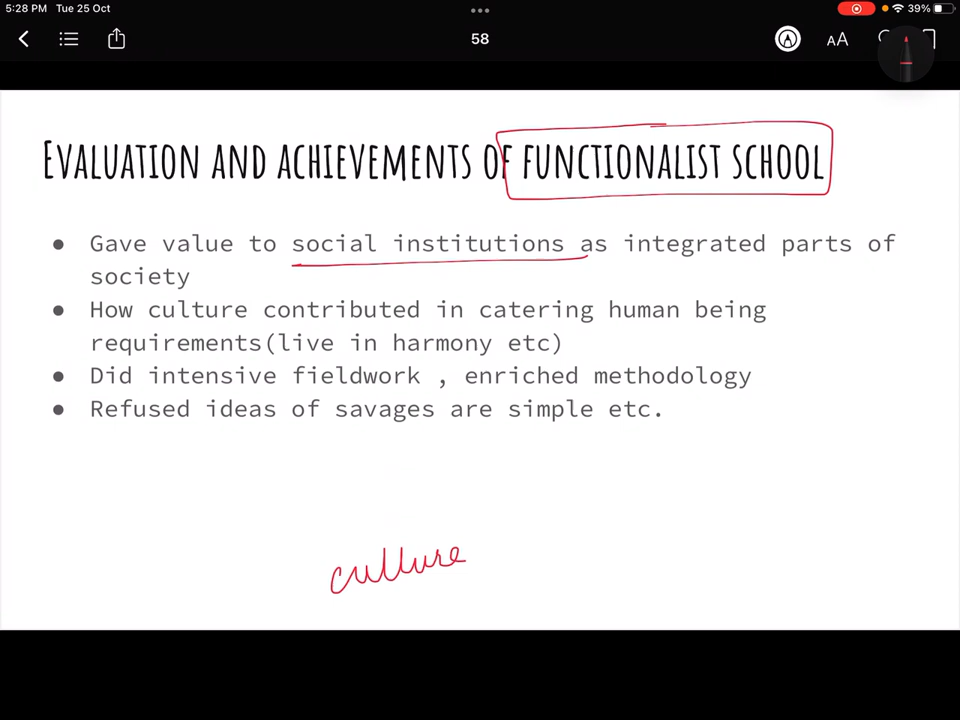 5:28 PM Tue 25 Oct
39%
58
AA
EVALUATION AND ACHIEVEMENTS OF FUNCTIONALIST SCHOOL
● Gave value to social institutions as integrated parts of
society
● How culture contributed in catering human being
requirements(live in harmony etc)
● Did intensive fieldwork , enriched methodology
● Refused ideas of savages are simple etc.
culture